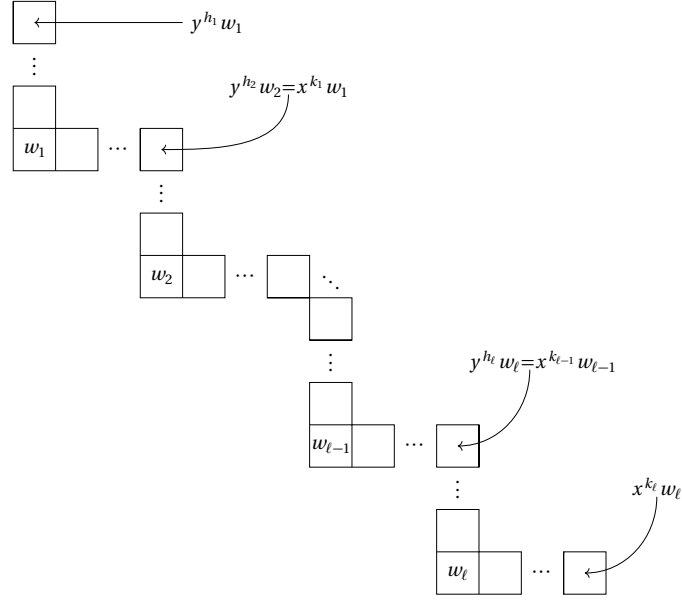 y^{h_1} w_1
⋮
y^{h_2} w_2=x^{k_1} w_1
w_1 ⋯
⋮
w_2 ⋯ ⋱
⋮
y^{h_ℓ} w_ℓ=x^{k_{ℓ−1}} w_{ℓ−1}
w_{ℓ−1} ⋯
⋮
x^{k_ℓ} w_ℓ
w_ℓ ⋯